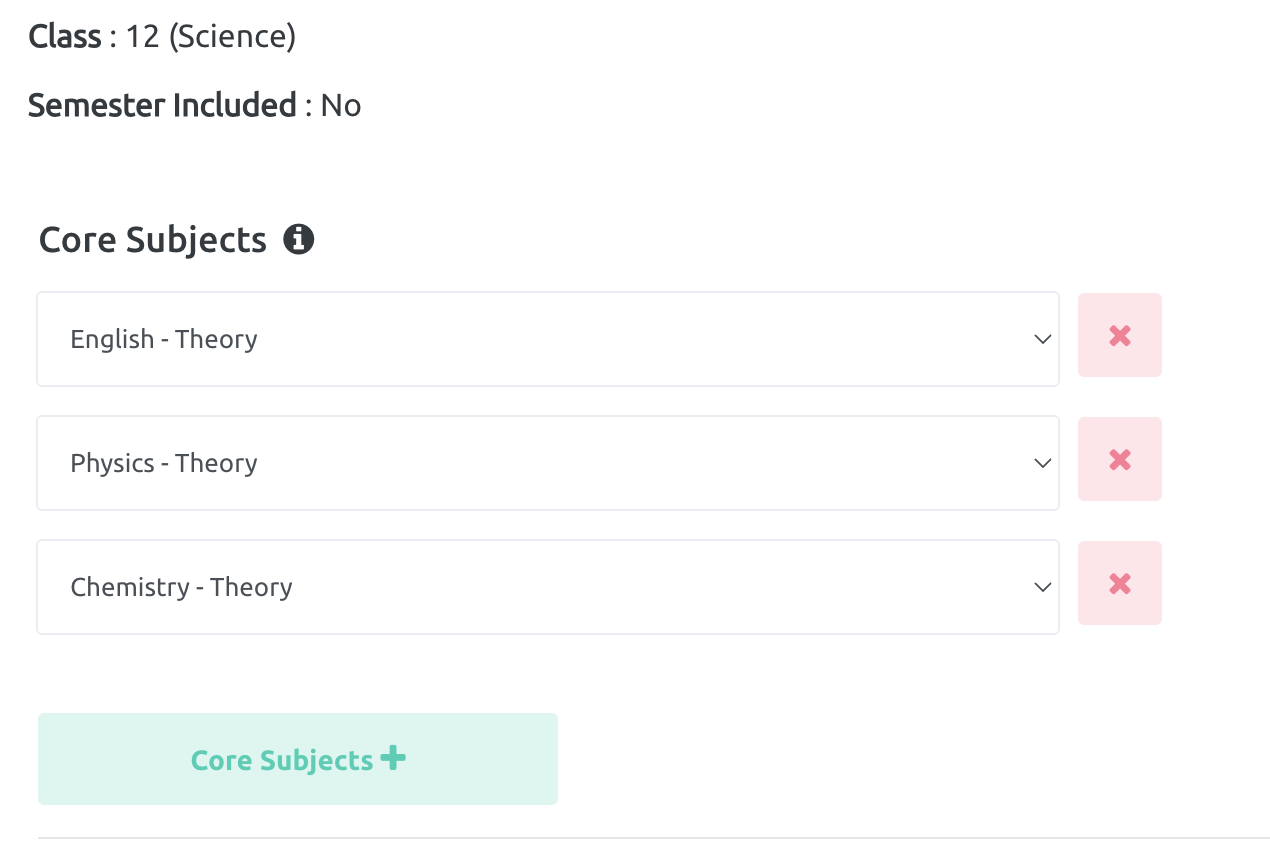 Class : 12 (Science)
Semester Included : No
Core Subjects
English - Theory
Physics - Theory
Chemistry - Theory
Core Subjects